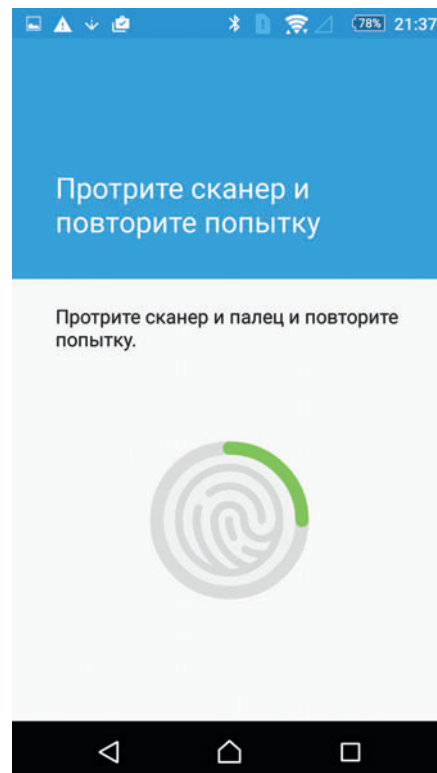 78% 21:37
Протрите сканер и
повторите попытку
Протрите сканер и палец и повторите
попытку.